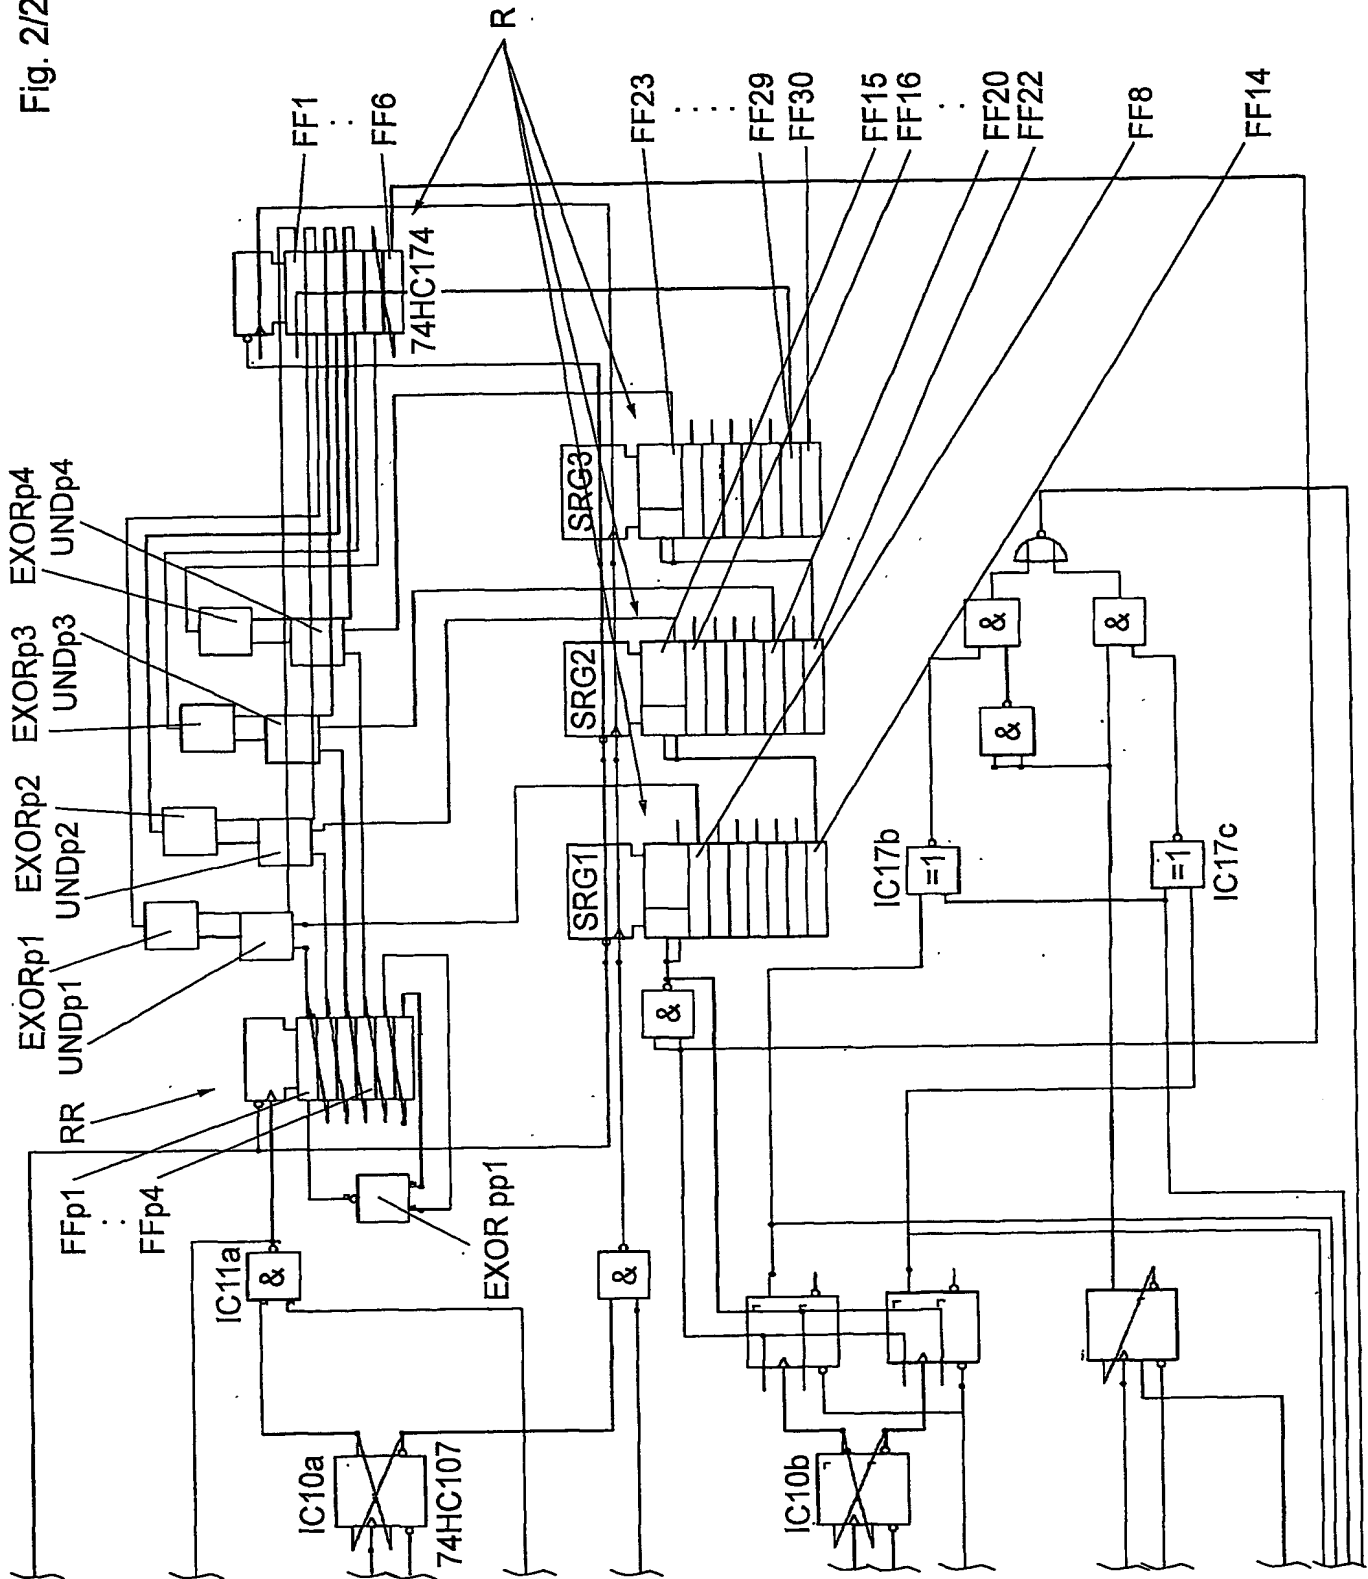 Fig. 2/2
R
FF1
FF6
74HC174
FF23
FF29
FF30
FF15
FF16
FF20
FF22
FF8
FF14
EXORp4
UNDp4
EXORp3
UNDp3
EXORp2
UNDp2
EXORp1
UNDp1
RR
FFp1
FFp4
EXOR pp1
SRG3
SRG2
SRG1
&
&
&
&
IC17b
=1
=1
IC17c
IC11a
&
&
IC10a
74HC107
IC10b